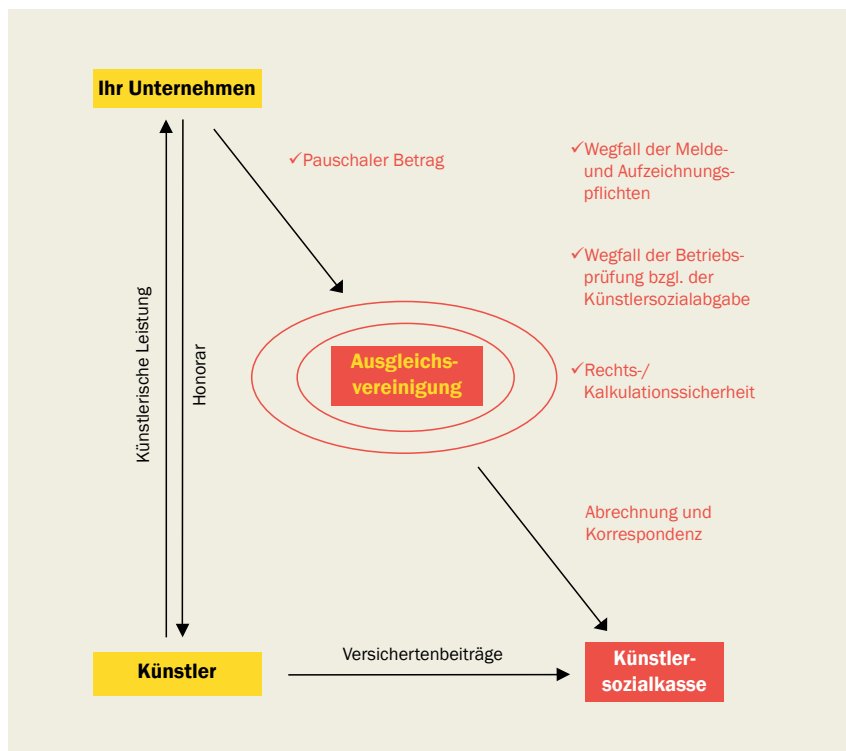 Ihr Unternehmen
✓Pauschaler Betrag
✓Wegfall der Melde-
und Aufzeichnungs-
pflichten
✓Wegfall der Betriebs-
prüfung bzgl. der
Künstlersozialabgabe
Künstlerische Leistung
Honorar
Ausgleichs-
vereinigung
✓Rechts-/
Kalkulationssicherheit
Abrechnung und
Korrespondenz
Künstler
Versichertenbeiträge
Künstler-
sozialkasse